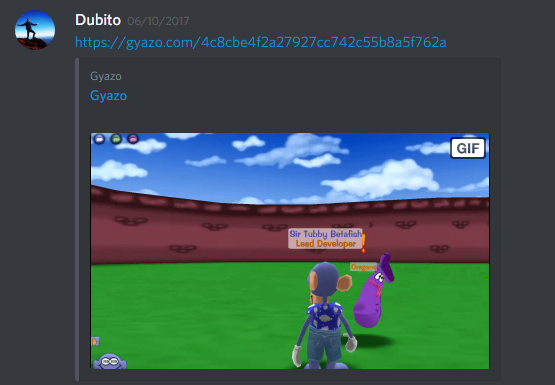 Dubito 06/10/2017
https://gyazo.com/4c8cbe4f2a27927cc742c55b8a5f762a
Gyazo
Gyazo
GIF
Sir Tubby Betafish
Lead Developer